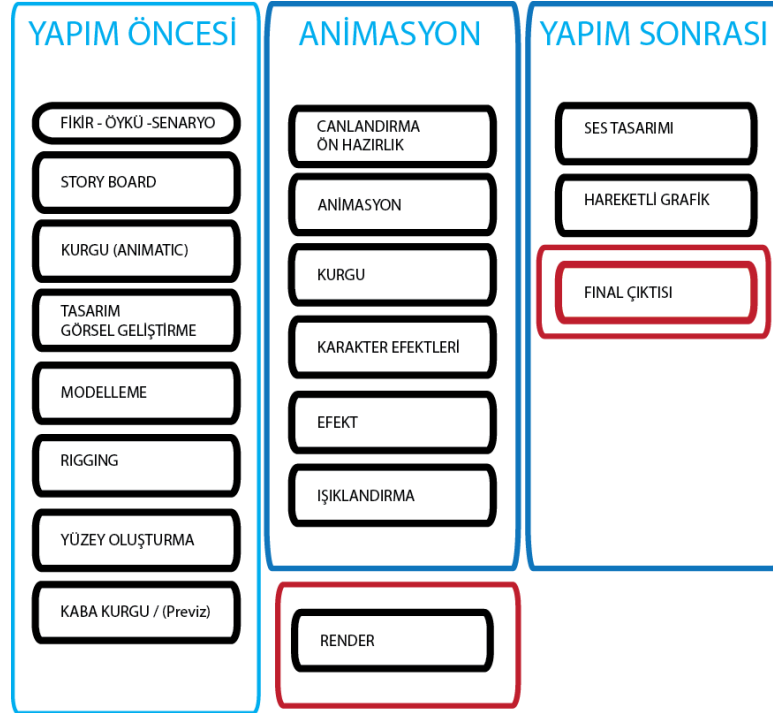 YAPIM ÖNCESİ
FİKİR - ÖYKÜ -SENARYO
STORY BOARD
KURGU (ANIMATIC)
TASARIM
GÖRSEL GELİŞTİRME
MODELLEME
RIGGING
YÜZEY OLUŞTURMA
KABA KURGU / (Previz)
ANİMASYON
CANLANDIRMA
ÖN HAZIRLIK
ANİMASYON
KURGU
KARAKTER EFEKTLERİ
EFEKT
IŞIKLANDIRMA
RENDER
YAPIM SONRASI
SES TASARIMI
HAREKETLİ GRAFİK
FINAL ÇIKTISI